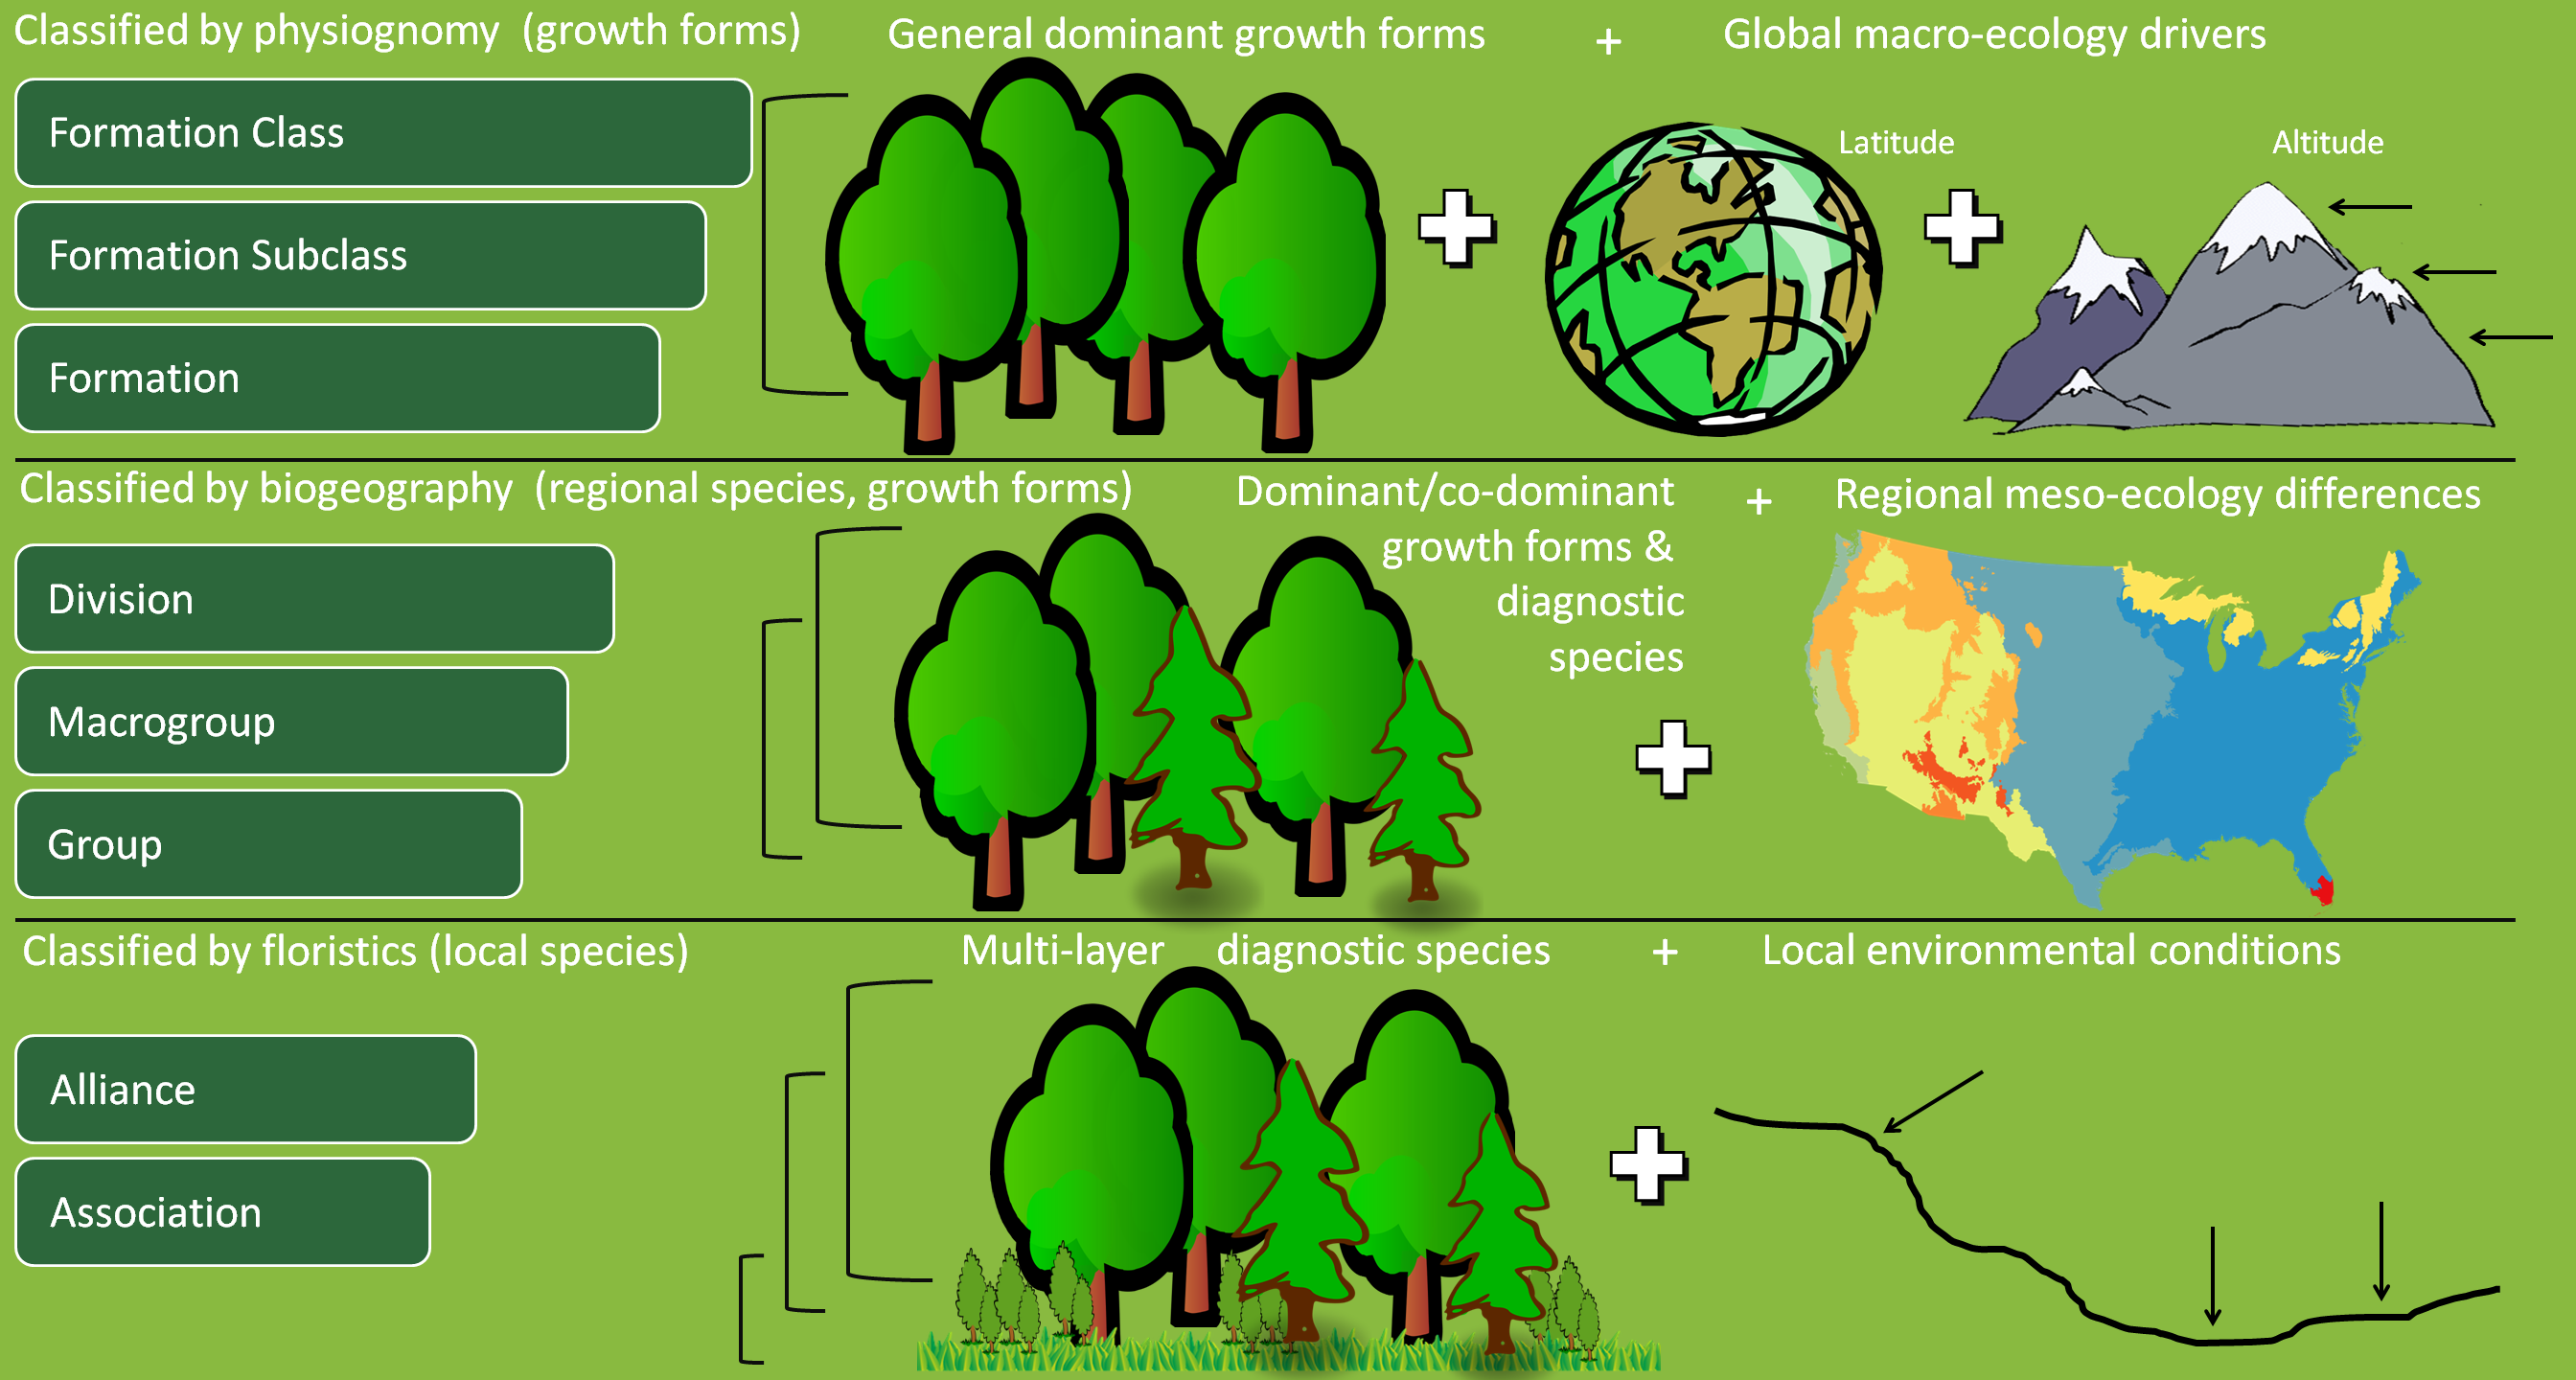 Classified by physiognomy (growth forms)
General dominant growth forms + Global macro-ecology drivers
Formation Class
Latitude
Altitude
Formation Subclass
Formation
Classified by biogeography (regional species, growth forms)
Dominant/co-dominant
growth forms &
diagnostic
species
+ Regional meso-ecology differences
Division
Macrogroup
Group
Classified by floristics (local species)
Multi-layer diagnostic species + Local environmental conditions
Alliance
Association